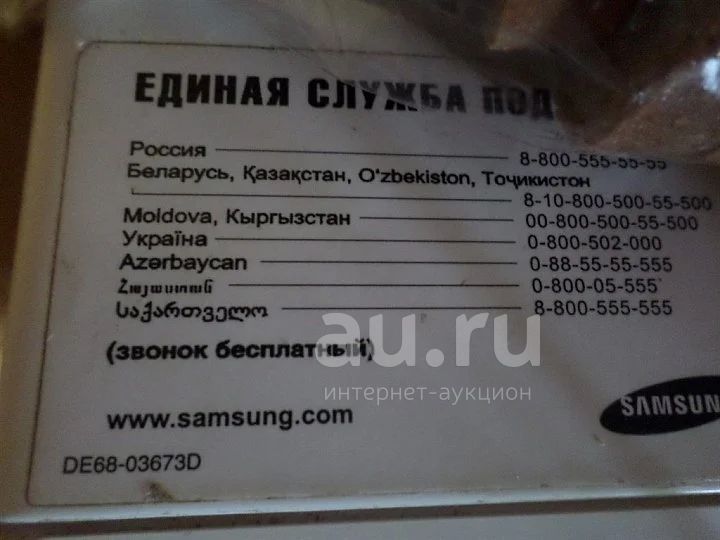 ЕДИНАЯ СЛУЖБА ПОД
Россия 8-800-555-55-55
Беларусь, Қазақстан, O'zbekiston, Тоҷикистон
8-10-800-500-55-500
Moldova, Кыргызстан 00-800-500-55-500
Україна 0-800-502-000
Azərbaycan 0-88-55-55-555
Հայաստան 0-800-05-555
საქართველო 8-800-555-555
(звонок бесплатный)
au.ru
интернет-аукцион
www.samsung.com
SAMSUN
DE68-03673D